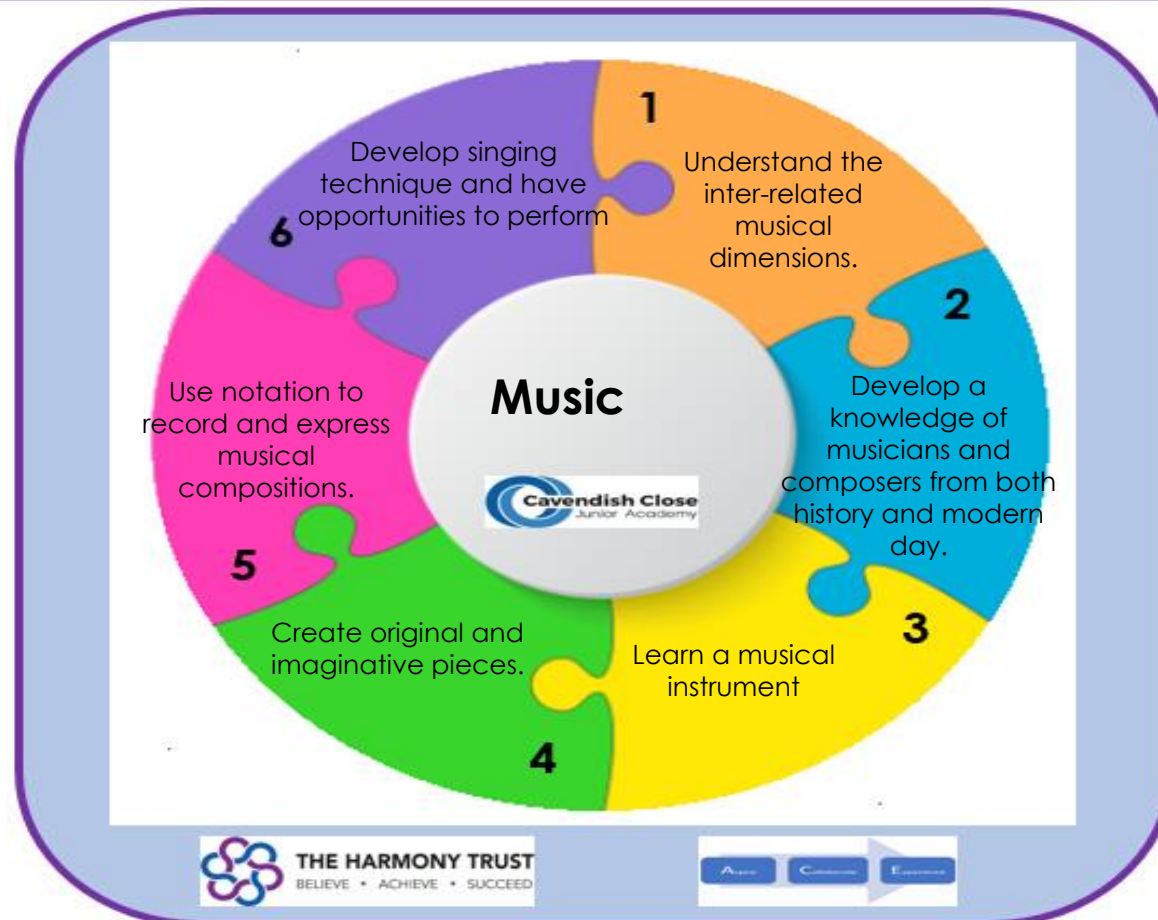 1
Understand the
inter-related
musical
dimensions.
2
Develop a
knowledge of
musicians and
composers from both
history and modern
day.
3
Learn a musical
instrument
4
Create original and
imaginative pieces.
5
Use notation to
record and express
musical
compositions.
6
Develop singing
technique and have
opportunities to perform
Music
Cavendish Close
Junior Academy
THE HARMONY TRUST
BELIEVE • ACHIEVE • SUCCEED